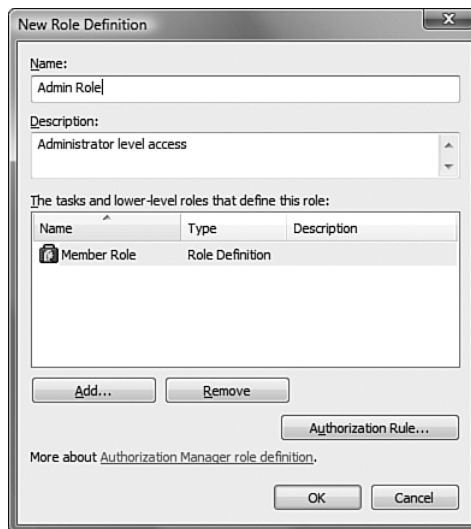 New Role Definition
Name:
Admin Role
Description:
Administrator level access
The tasks and lower-level roles that define this role:
Name Type Description
Member Role Role Definition
Add... Remove
Authorization Rule...
More about Authorization Manager role definition.
OK Cancel